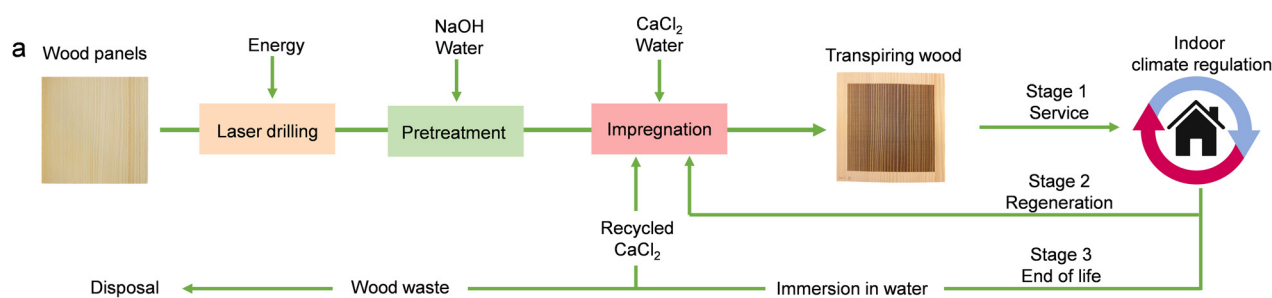 a
Wood panels
Energy
Laser drilling
NaOH
Water
Pretreatment
CaCl₂
Water
Impregnation
Transpiring wood
Stage 1
Service
Indoor
climate regulation
Stage 2
Regeneration
Recycled
CaCl₂
Stage 3
End of life
Immersion in water
Wood waste
Disposal